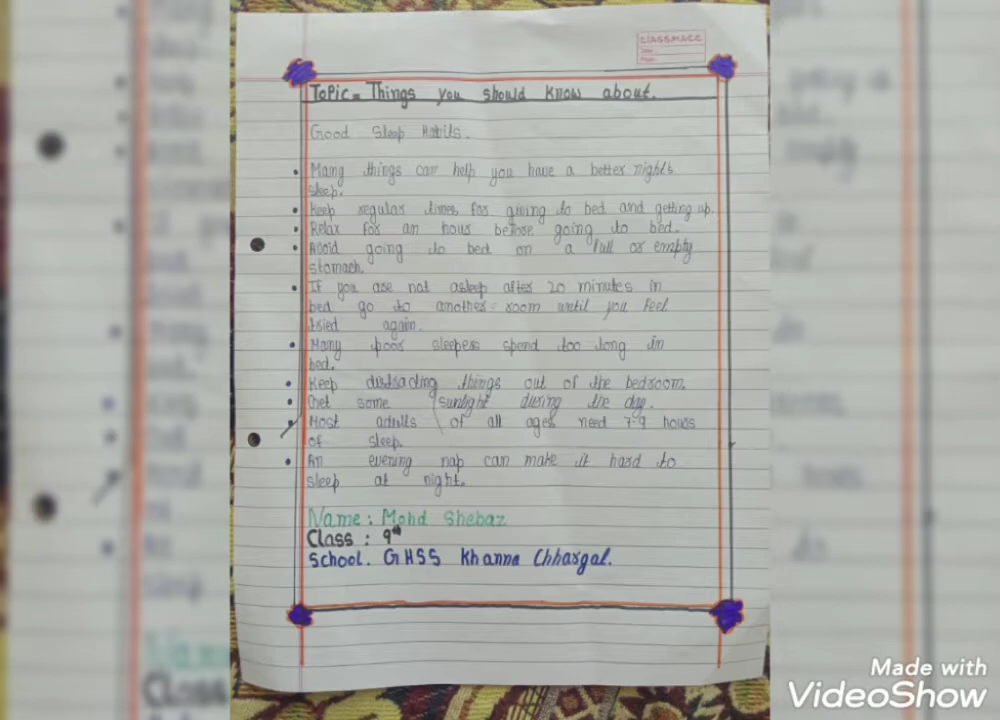 CLASSMATE
Topic = Things you should know about.
Good Sleep Habits.
• Many things can help you have a better night's
sleep.
• Keep regular times for going to bed and getting up.
• Relax for an hour before going to bed.
• Avoid going to bed on a full or empty
stomach.
• If you are not asleep after 20 minutes in
bed go to another room until you feel
tried again.
• Many poor sleepers spend too long in
bed.
• Keep distracting things out of the bedroom.
• Get some sunlight during the day.
• Most adults of all ages need 7-9 hours
of sleep.
• An evening nap can make it hard to
sleep at night.
Name : Mohd Shebaz
Class : 9th
School. GHSS Khanna Chhargal.
Made with
VideoShow